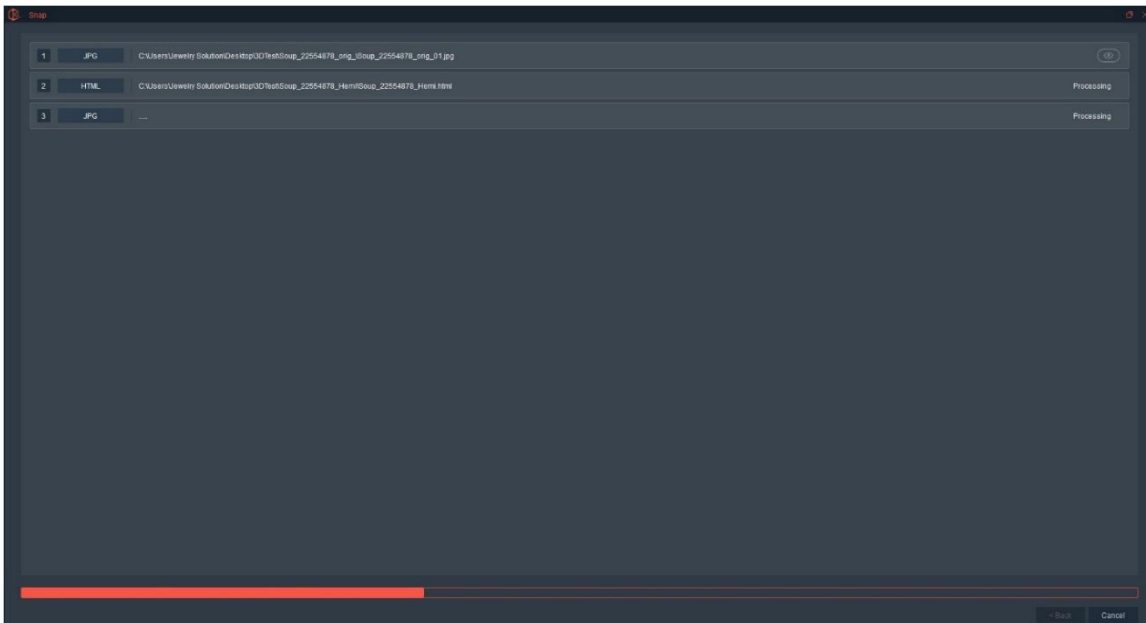 Snap
1 JPG C:\Users\Jewelry Solution\Desktop\3DTest\Soup_22554878_orig_\Soup_22554878_orig_01.jpg
2 HTML C:\Users\Jewelry Solution\Desktop\3DTest\Soup_22554878_Hemi\Soup_22554878_Hemi.html Processing
3 JPG .... Processing
< Back Cancel